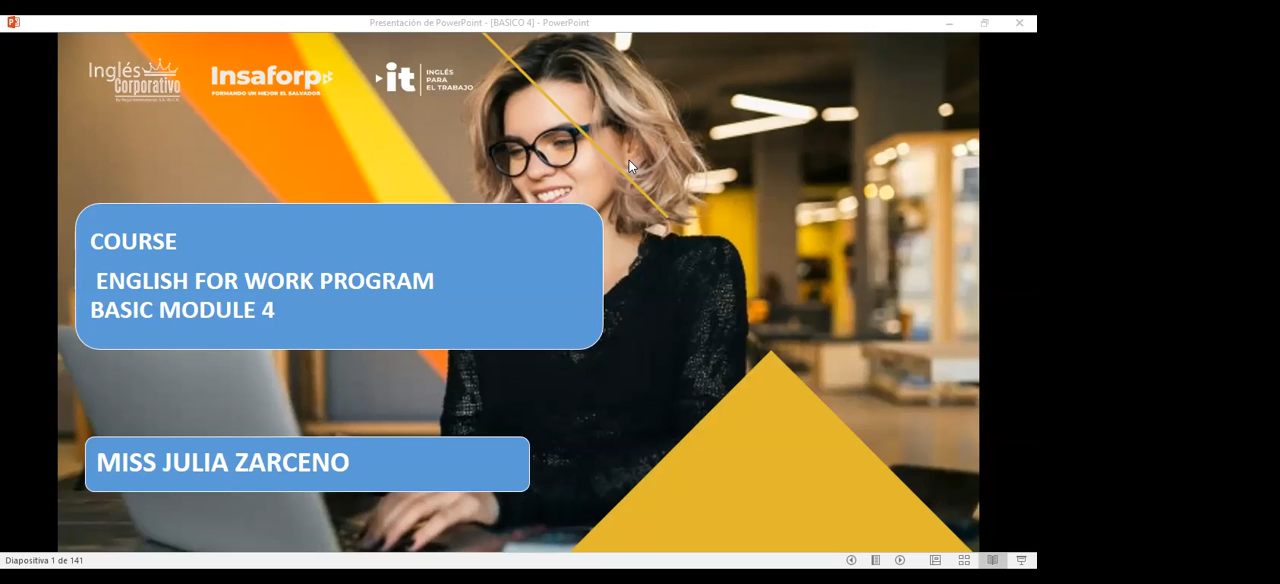 Presentación de PowerPoint - [BASICO 4] - PowerPoint
Inglés
Corporativo
Insaforp
FORMANDO UN MEJOR EL SALVADOR
it
INGLÉS
PARA
EL TRABAJO
COURSE
ENGLISH FOR WORK PROGRAM
BASIC MODULE 4
MISS JULIA ZARCENO
Diapositiva 1 de 141